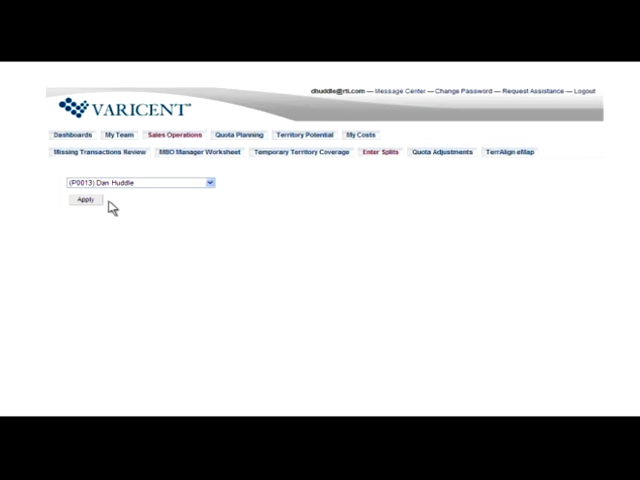 dhuddle@rti.com — Message Center — Change Password — Request Assistance — Logout
VARICENT
Dashboards My Team Sales Operations Quota Planning Territory Potential My Costs
Missing Transactions Review MBO Manager Worksheet Temporary Territory Coverage Enter Splits Quota Adjustments TerrAlign eMap
(P0013) Dan Huddle
Apply